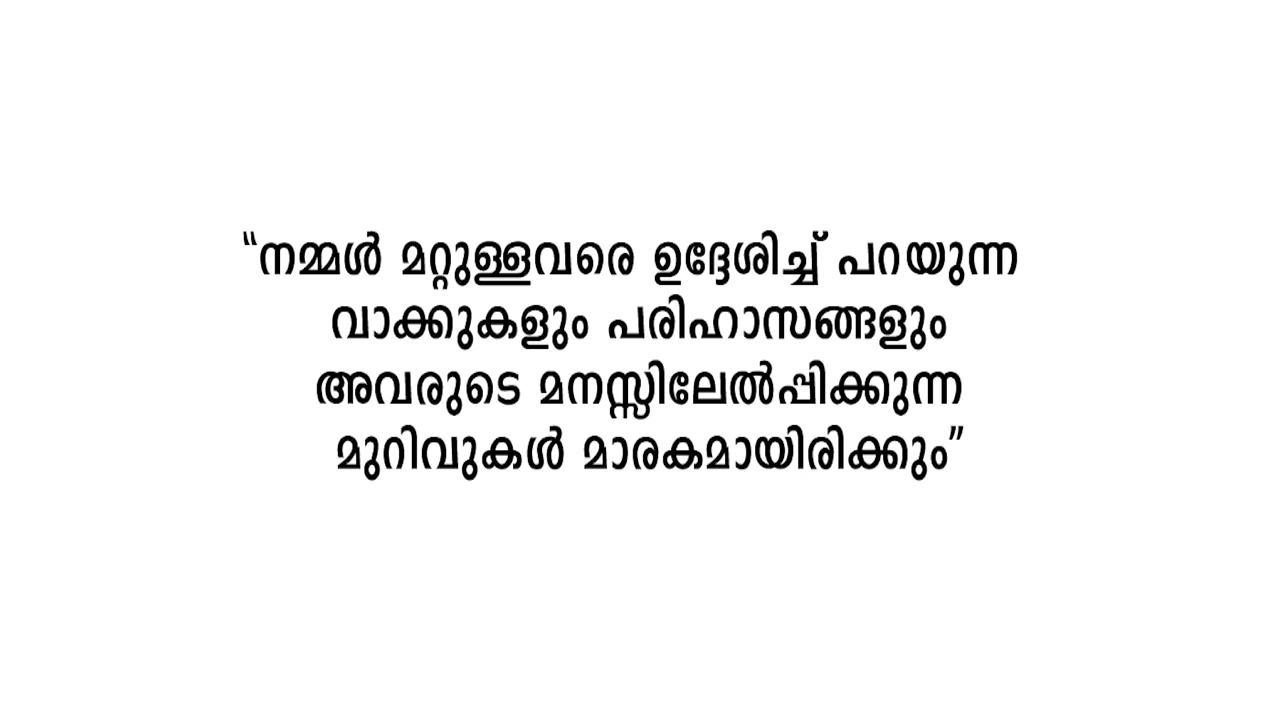 “നമ്മൾ മറ്റുള്ളവരെ ഉദ്ദേശിച്ച് പറയുന്ന
വാക്കുകളും പരിഹാസങ്ങളും
അവരുടെ മനസ്സിലേൽപ്പിക്കുന്ന
മുറിവുകൾ മാരകമായിരിക്കും”